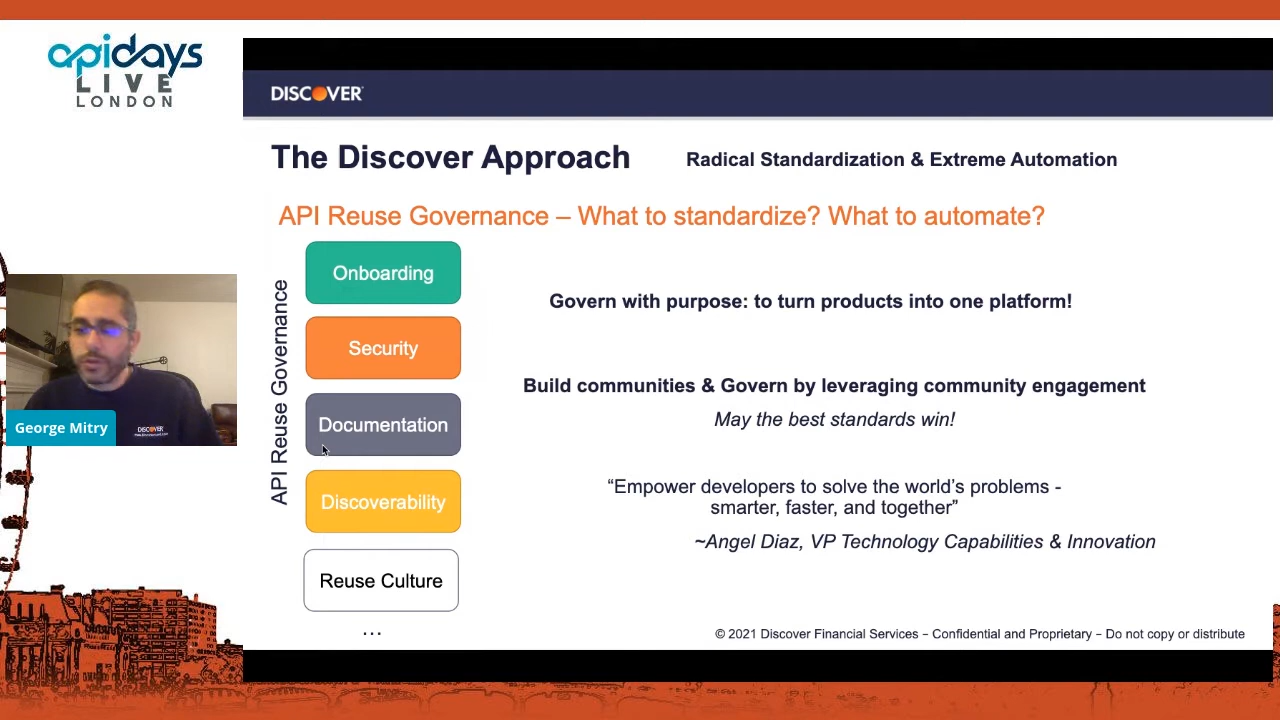 apidays
LIVE
LONDON
DISCOVER
The Discover Approach
Radical Standardization & Extreme Automation
API Reuse Governance – What to standardize? What to automate?
API Reuse Governance
Onboarding
Security
Documentation
Discoverability
Reuse Culture
...
Govern with purpose: to turn products into one platform!
Build communities & Govern by leveraging community engagement
May the best standards win!
“Empower developers to solve the world’s problems -
smarter, faster, and together”
~Angel Diaz, VP Technology Capabilities & Innovation
© 2021 Discover Financial Services – Confidential and Proprietary – Do not copy or distribute
George Mitry
DISCOVER